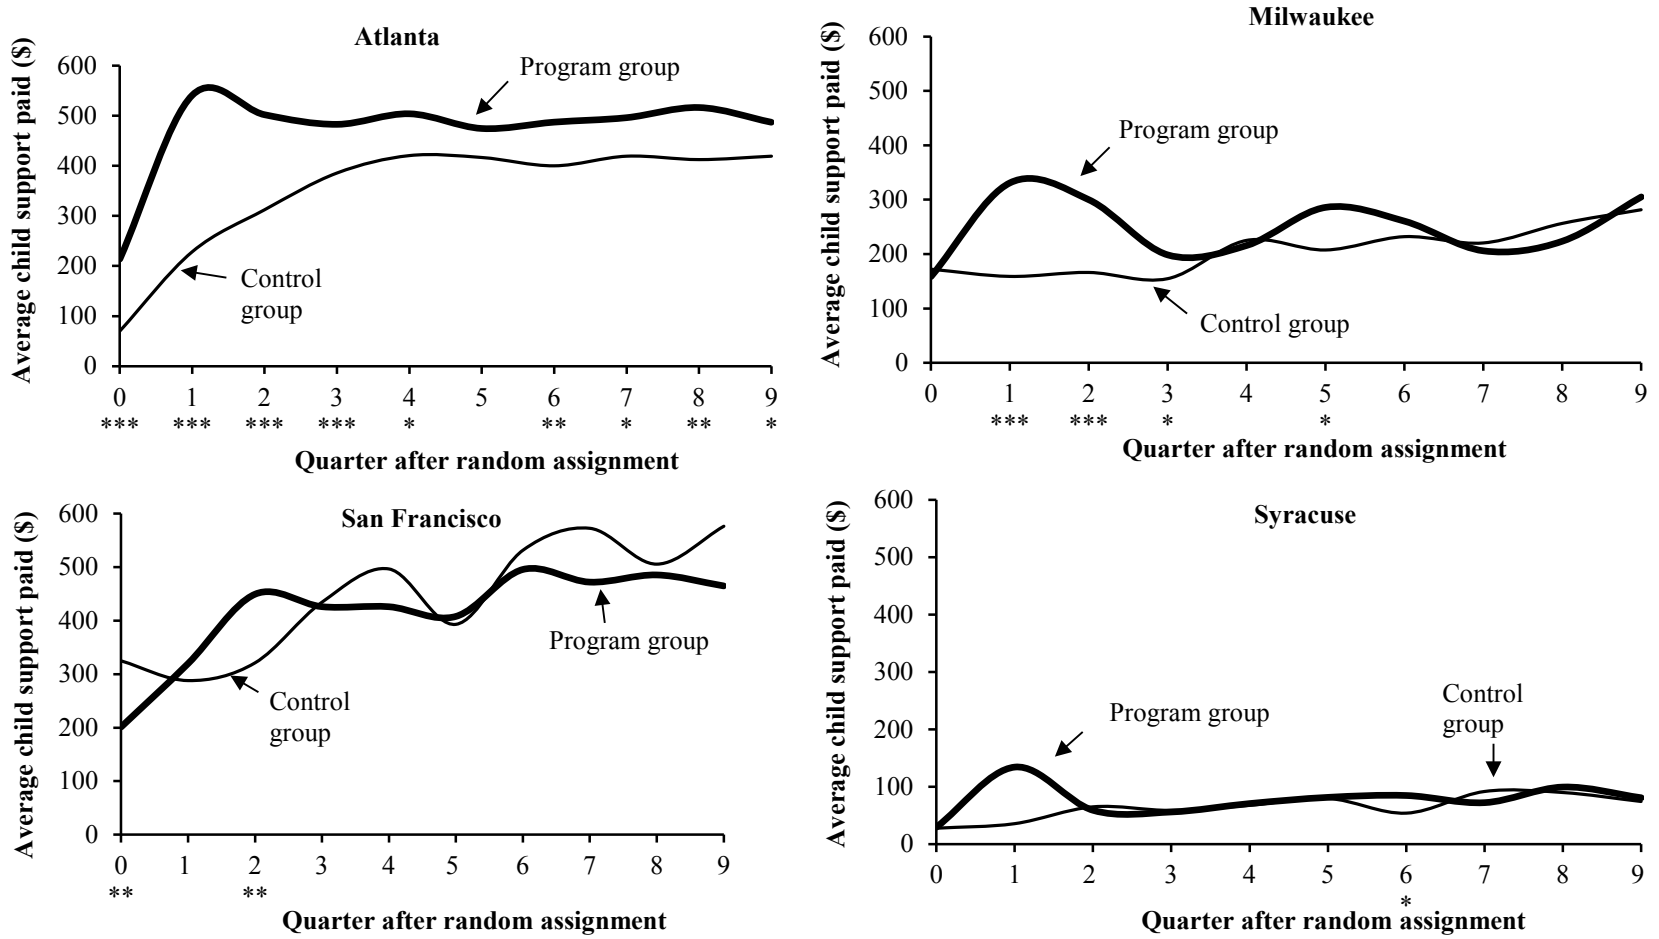 Atlanta
Average child support paid ($)
600
500
400
300
200
100
0
Program group
Control
group
0 1 2 3 4 5 6 7 8 9
*** *** *** *** * ** * ** *
Quarter after random assignment
Milwaukee
Average child support paid ($)
600
500
400
300
200
100
0
Program group
Control group
0 1 2 3 4 5 6 7 8 9
*** *** * *
Quarter after random assignment
San Francisco
Average child support paid ($)
600
500
400
300
200
100
0
Control
group
Program group
0 1 2 3 4 5 6 7 8 9
** **
Quarter after random assignment
Syracuse
Average child support paid ($)
600
500
400
300
200
100
0
Program group
Control
group
0 1 2 3 4 5 6 7 8 9
*
Quarter after random assignment